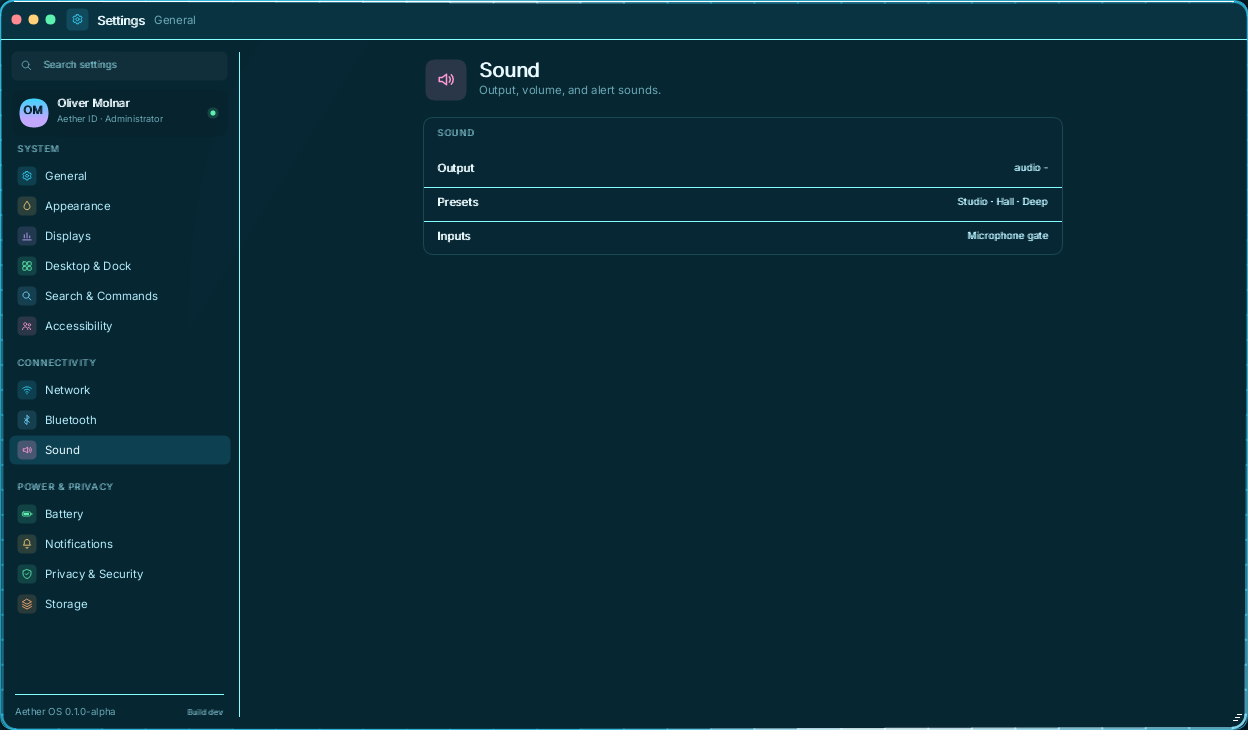 Settings General
Search settings
OM
Oliver Molnar
Aether ID · Administrator
SYSTEM
General
Appearance
Displays
Desktop & Dock
Search & Commands
Accessibility
CONNECTIVITY
Network
Bluetooth
Sound
POWER & PRIVACY
Battery
Notifications
Privacy & Security
Storage
Aether OS 0.1.0-alpha
Build dev
Sound
Output, volume, and alert sounds.
SOUND
Output
audio -
Presets
Studio · Hall · Deep
Inputs
Microphone gate